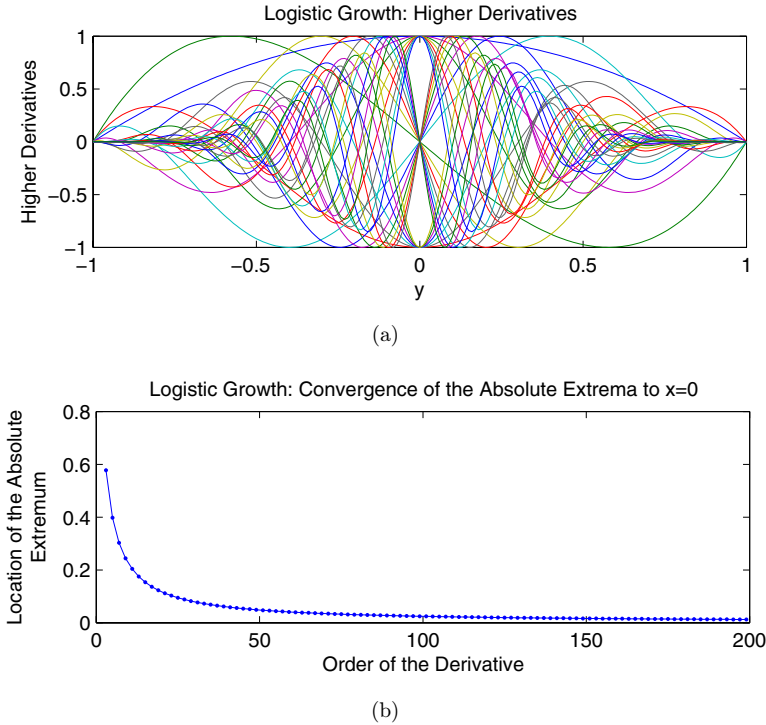 Logistic Growth: Higher Derivatives
Higher Derivatives
1
0.5
0
−0.5
−1
−1
−0.5
0
0.5
1
y
(a)
Logistic Growth: Convergence of the Absolute Extrema to x=0
Location of the Absolute
Extremum
0.8
0.6
0.4
0.2
0
0
50
100
150
200
Order of the Derivative
(b)